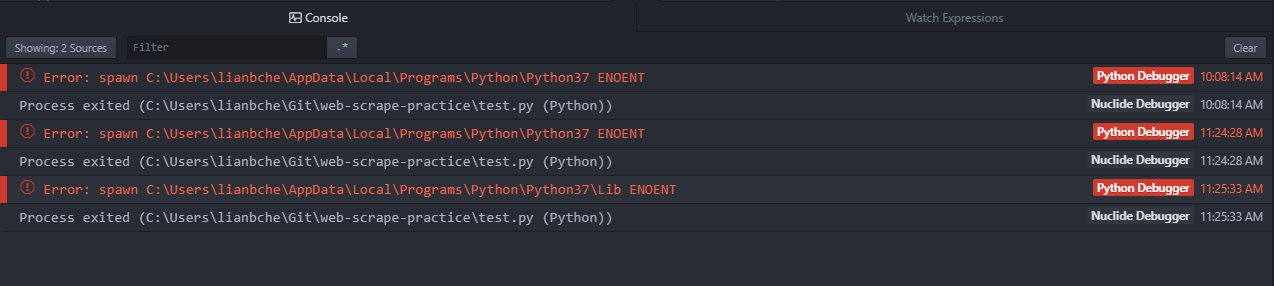 Console
Watch Expressions
Showing: 2 Sources
Filter
.*
Clear
Error: spawn C:\Users\lianbche\AppData\Local\Programs\Python\Python37 ENOENT Python Debugger 10:08:14 AM
Process exited (C:\Users\lianbche\Git\web-scrape-practice\test.py (Python)) Nuclide Debugger 10:08:14 AM
Error: spawn C:\Users\lianbche\AppData\Local\Programs\Python\Python37 ENOENT Python Debugger 11:24:28 AM
Process exited (C:\Users\lianbche\Git\web-scrape-practice\test.py (Python)) Nuclide Debugger 11:24:28 AM
Error: spawn C:\Users\lianbche\AppData\Local\Programs\Python\Python37\Lib ENOENT Python Debugger 11:25:33 AM
Process exited (C:\Users\lianbche\Git\web-scrape-practice\test.py (Python)) Nuclide Debugger 11:25:33 AM